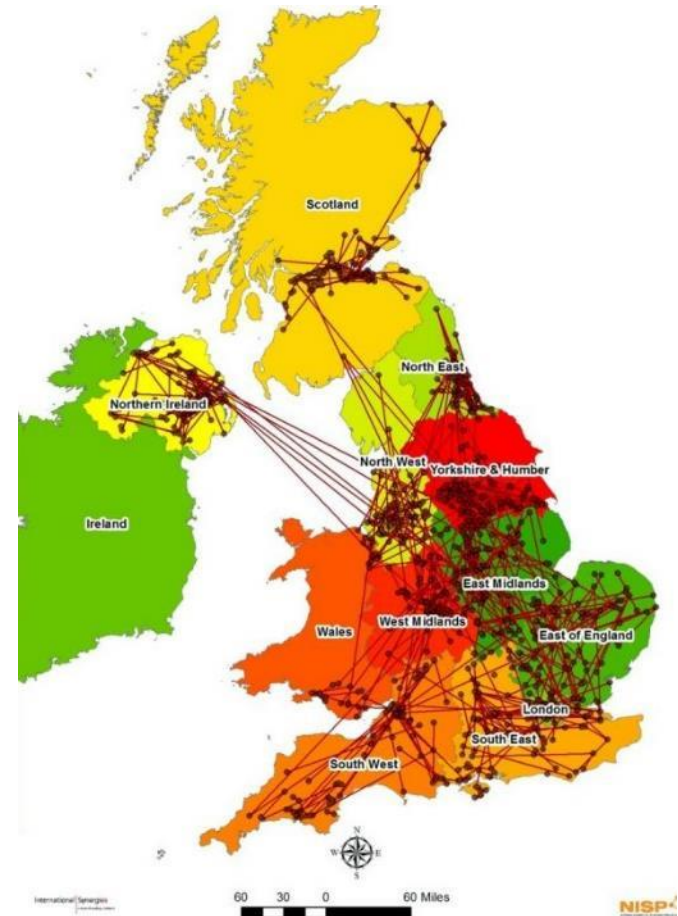 Scotland
North East
Northern Ireland
North West
Yorkshire & Humber
Ireland
East Midlands
West Midlands
Wales
East of England
London
South East
South West
N
W E
S
International Synergies
60 30 0 60 Miles
NISP